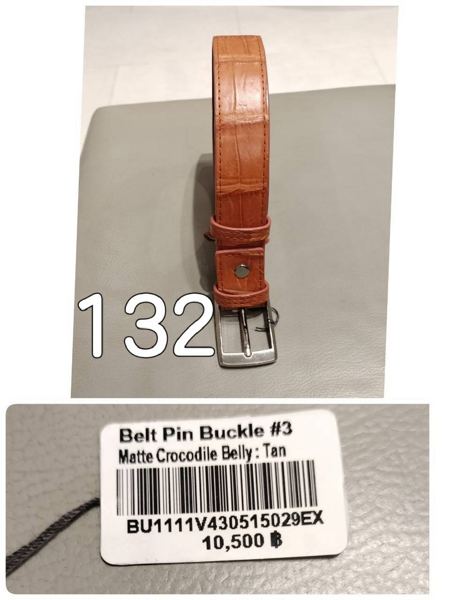 132
Belt Pin Buckle #3
Matte Crocodile Belly : Tan
BU1111V430515029EX
10,500 ฿